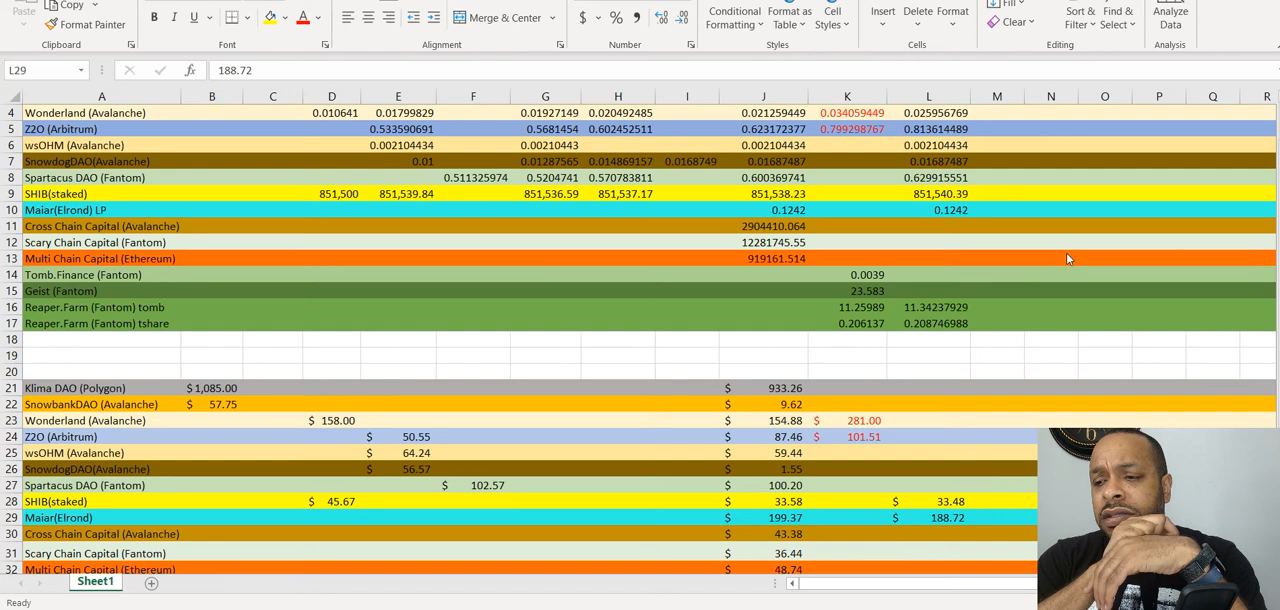 Paste Copy Format Painter B I U A $ % Merge & Center Conditional Formatting Format as Table Cell Styles Insert Delete Format Fill Clear Sort & Filter Find & Select Analyze Data
Clipboard Font Alignment Number Styles Cells Editing Analysis
L29 fx 188.72
A B C D E F G H I J K L M N O P Q R
4 Wonderland (Avalanche) 0.010641 0.01799829 0.01927149 0.020492485 0.021259449 0.034059449 0.025956769
5 Z2O (Arbitrum) 0.533590691 0.5681454 0.602452511 0.623172377 0.799298767 0.813614489
6 wsOHM (Avalanche) 0.002104434 0.00210443 0.002104434 0.002104434
7 SnowdogDAO(Avalanche) 0.01 0.01287565 0.014869157 0.0168749 0.01687487 0.01687487
8 Spartacus DAO (Fantom) 0.511325974 0.5204741 0.570783811 0.600369741 0.629915551
9 SHIB(staked) 851,500 851,539.84 851,536.59 851,537.17 851,538.23 851,540.39
10 Maiar(Elrond) LP 0.1242 0.1242
11 Cross Chain Capital (Avalanche) 2904410.064
12 Scary Chain Capital (Fantom) 12281745.55
13 Multi Chain Capital (Ethereum) 919161.514
14 Tomb.Finance (Fantom) 0.0039
15 Geist (Fantom) 23.583
16 Reaper.Farm (Fantom) tomb 11.25989 11.34237929
17 Reaper.Farm (Fantom) tshare 0.206137 0.208746988
18
19
20
21 Klima DAO (Polygon) $ 1,085.00 $ 933.26
22 SnowbankDAO (Avalanche) $ 57.75 $ 9.62
23 Wonderland (Avalanche) $ 158.00 $ 154.88 $ 281.00
24 Z2O (Arbitrum) $ 50.55 $ 87.46 $ 101.51
25 wsOHM (Avalanche) $ 64.24 $ 59.44
26 SnowdogDAO(Avalanche) $ 56.57 $ 1.55
27 Spartacus DAO (Fantom) $ 102.57 $ 100.20
28 SHIB(staked) $ 45.67 $ 33.58 $ 33.48
29 Maiar(Elrond) $ 199.37 $ 188.72
30 Cross Chain Capital (Avalanche) $ 43.38
31 Scary Chain Capital (Fantom) $ 36.44
32 Multi Chain Capital (Ethereum) $ 48.74
Sheet1
Ready